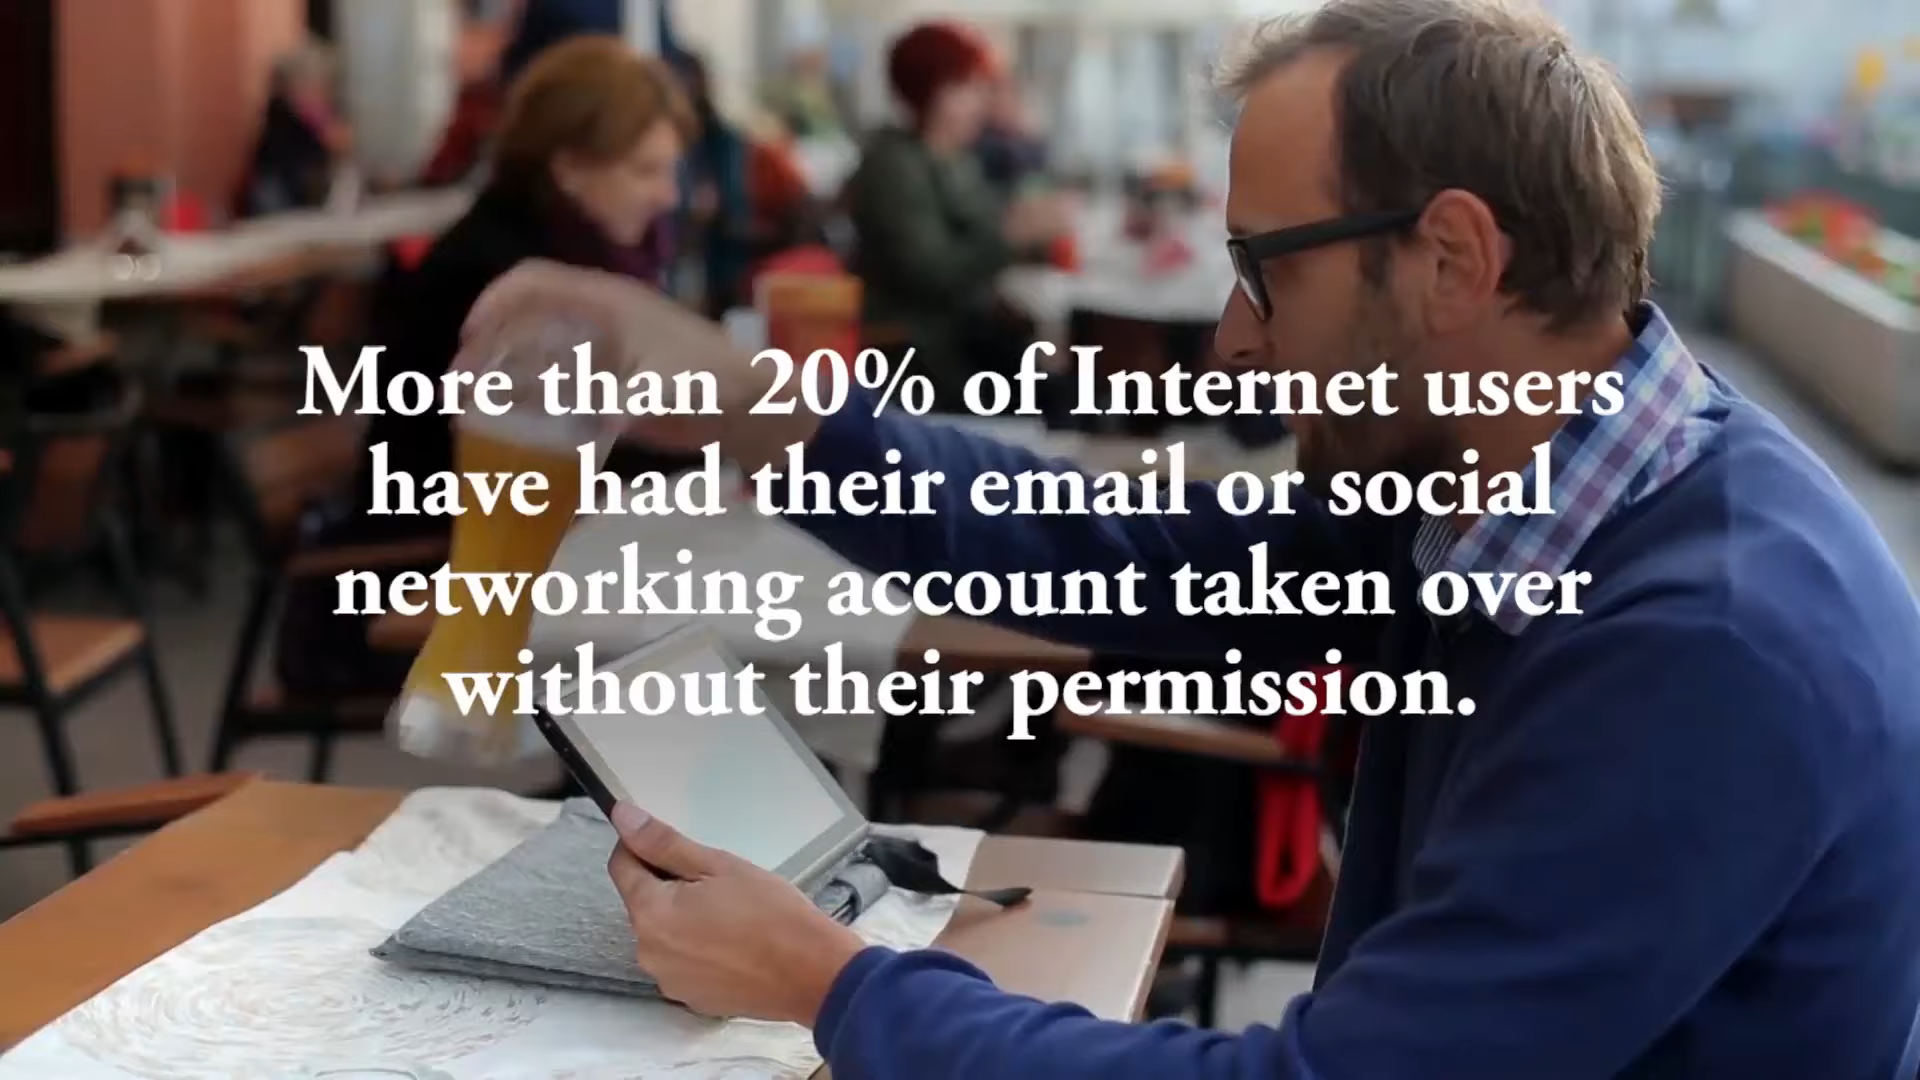 More than 20% of Internet users
have had their email or social
networking account taken over
without their permission.